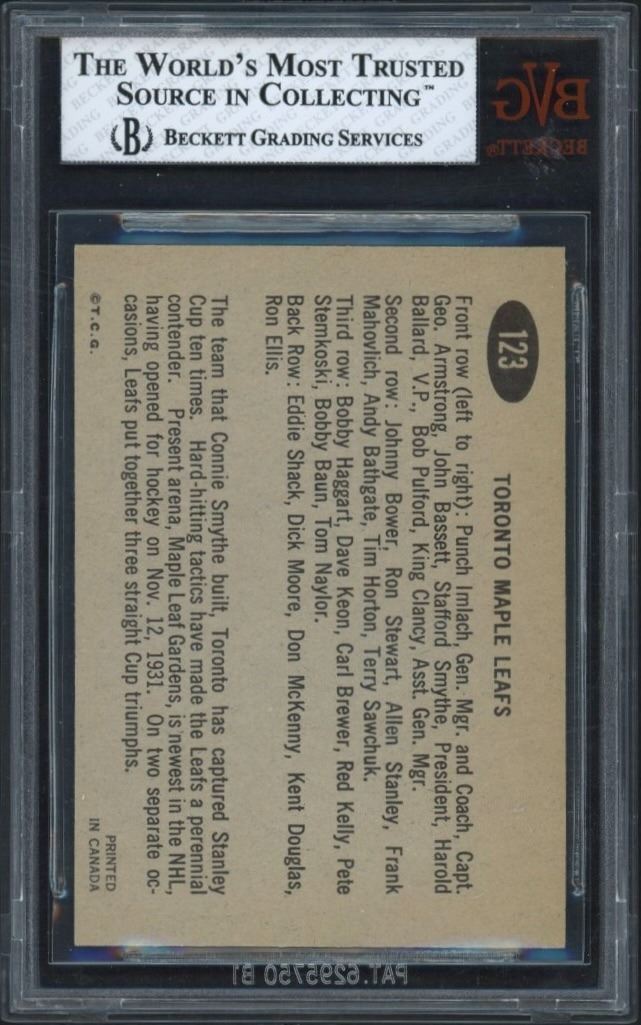 THE WORLD'S MOST TRUSTED
SOURCE IN COLLECTING™
(B) BECKETT GRADING SERVICES
BVG
BECKETT®
123
TORONTO MAPLE LEAFS
Front row (left to right): Punch Imlach, Gen. Mgr. and Coach, Capt.
Geo. Armstrong, John Bassett, Stafford Smythe, President, Harold
Ballard, V.P., Bob Pulford, King Clancy, Asst. Gen. Mgr.
Second row: Johnny Bower, Ron Stewart, Allen Stanley, Frank
Mahovlich, Andy Bathgate, Tim Horton, Terry Sawchuk.
Third row: Bobby Haggart, Dave Keon, Carl Brewer, Red Kelly, Pete
Stemkoski, Bobby Baun, Tom Naylor.
Back Row: Eddie Shack, Dick Moore, Don McKenny, Kent Douglas,
Ron Ellis.
The team that Connie Smythe built, Toronto has captured Stanley
Cup ten times. Hard-hitting tactics have made the Leafs a perennial
contender. Present arena, Maple Leaf Gardens, is newest in the NHL,
having opened for hockey on Nov. 12, 1931. On two separate oc-
casions, Leafs put together three straight Cup triumphs.
©T.C.G.
PRINTED
IN CANADA
PAT. 6295750 B1